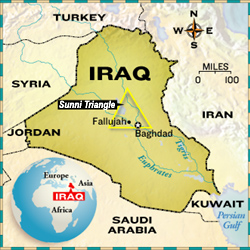 TURKEY
N
W E
S
IRAQ
MILES
0 100
SYRIA
Sunni Triangle
Fallujah
Baghdad
IRAN
JORDAN
Tigris
Euphrates
Europe
Asia
IRAQ
Africa
SAUDI
ARABIA
KUWAIT
Persian Gulf